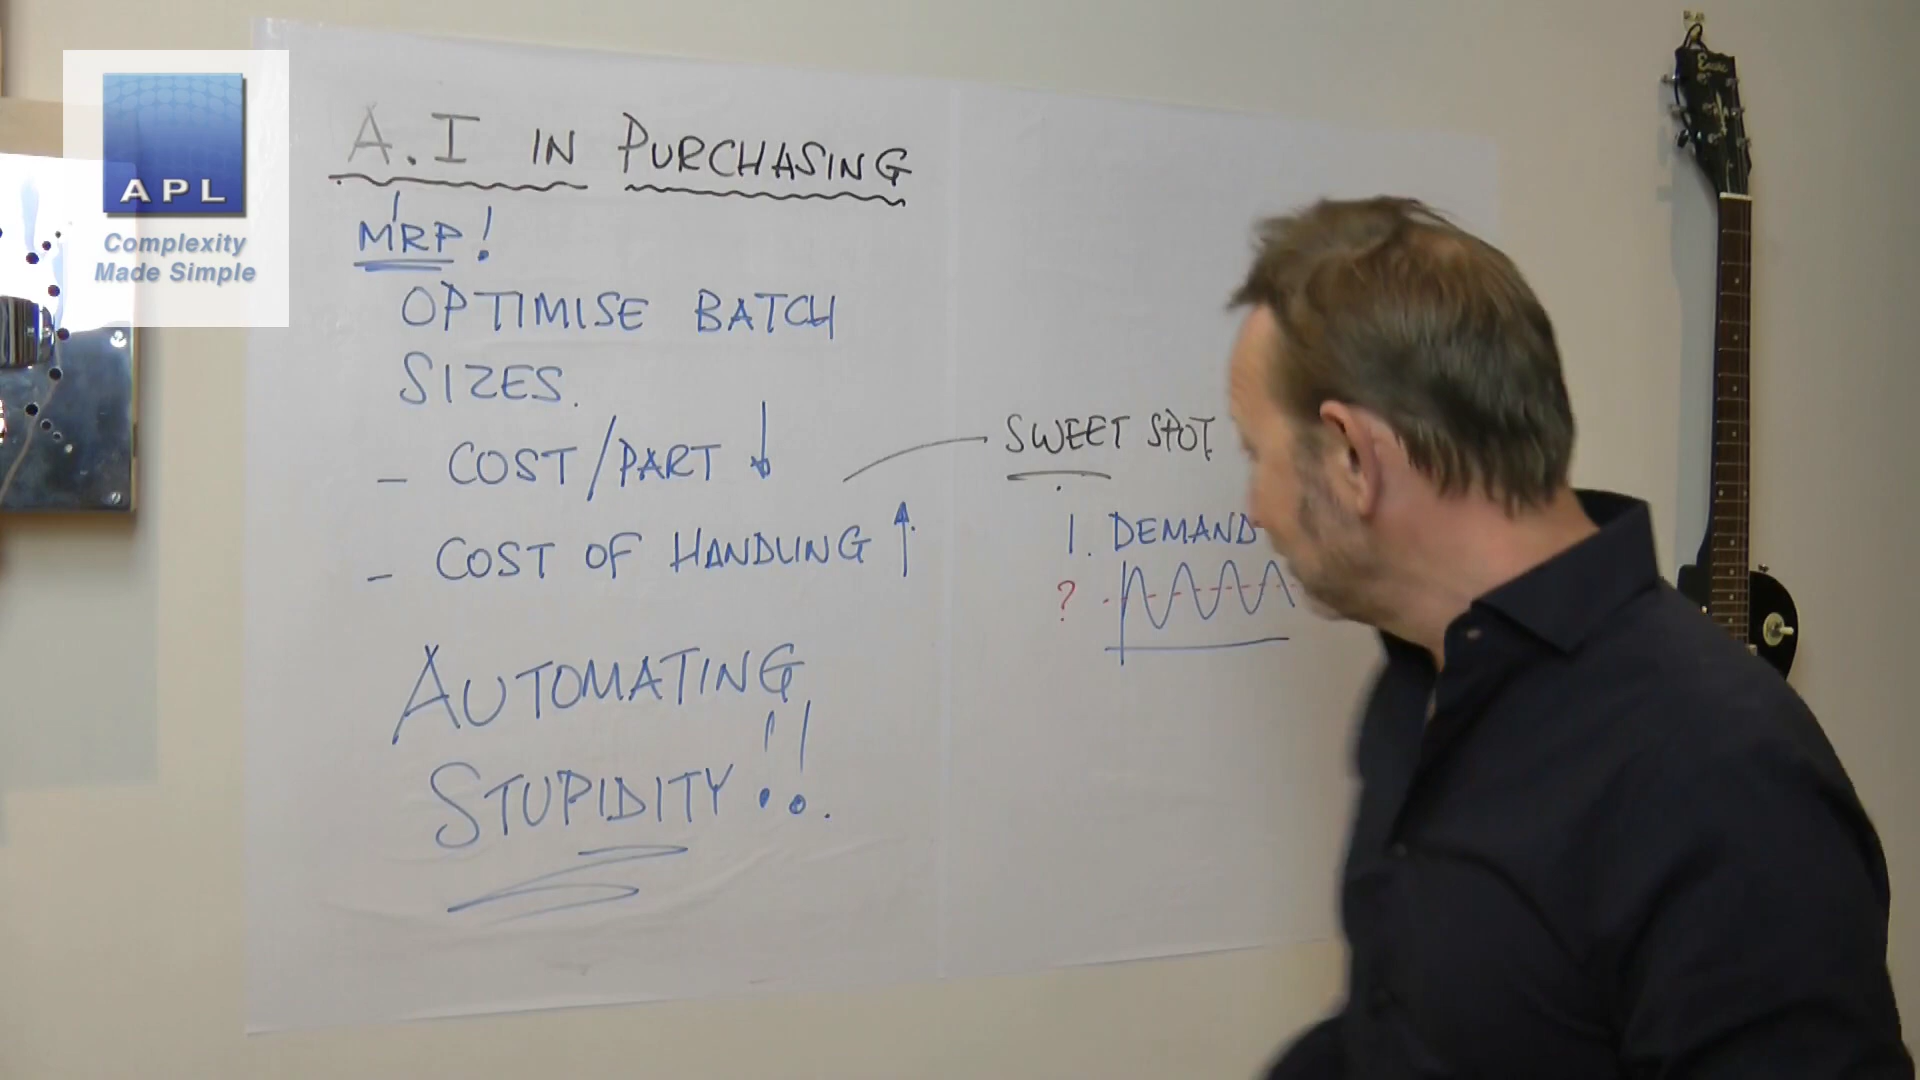 APL
Complexity
Made Simple
A.I IN PURCHASING
MRP!
OPTIMISE BATCH
SIZES.
- COST/PART ↓
- COST OF HANDLING ↑
AUTOMATING
STUPIDITY!!.
SWEET SPOT.
1. DEMAND
?